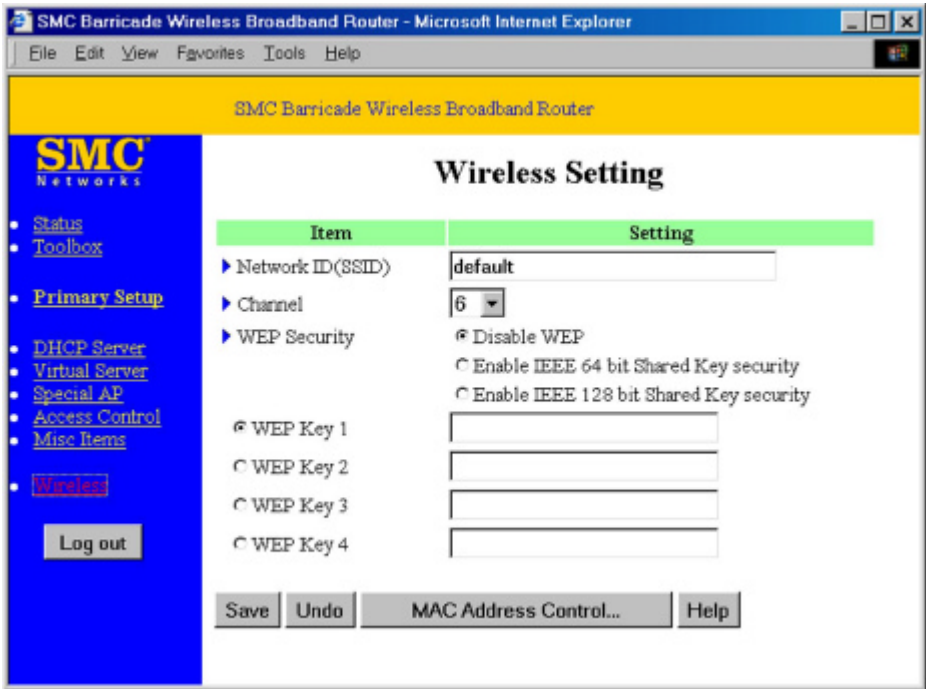 SMC Barricade Wireless Broadband Router - Microsoft Internet Explorer
File Edit View Favorites Tools Help
SMC Barricade Wireless Broadband Router
SMC
Networks
Status
Toolbox
Primary Setup
DHCP Server
Virtual Server
Special AP
Access Control
Misc Items
Wireless
Log out
Wireless Setting
Item Setting
Network ID(SSID) default
Channel 6
WEP Security Disable WEP
Enable IEEE 64 bit Shared Key security
Enable IEEE 128 bit Shared Key security
WEP Key 1
WEP Key 2
WEP Key 3
WEP Key 4
Save Undo MAC Address Control... Help